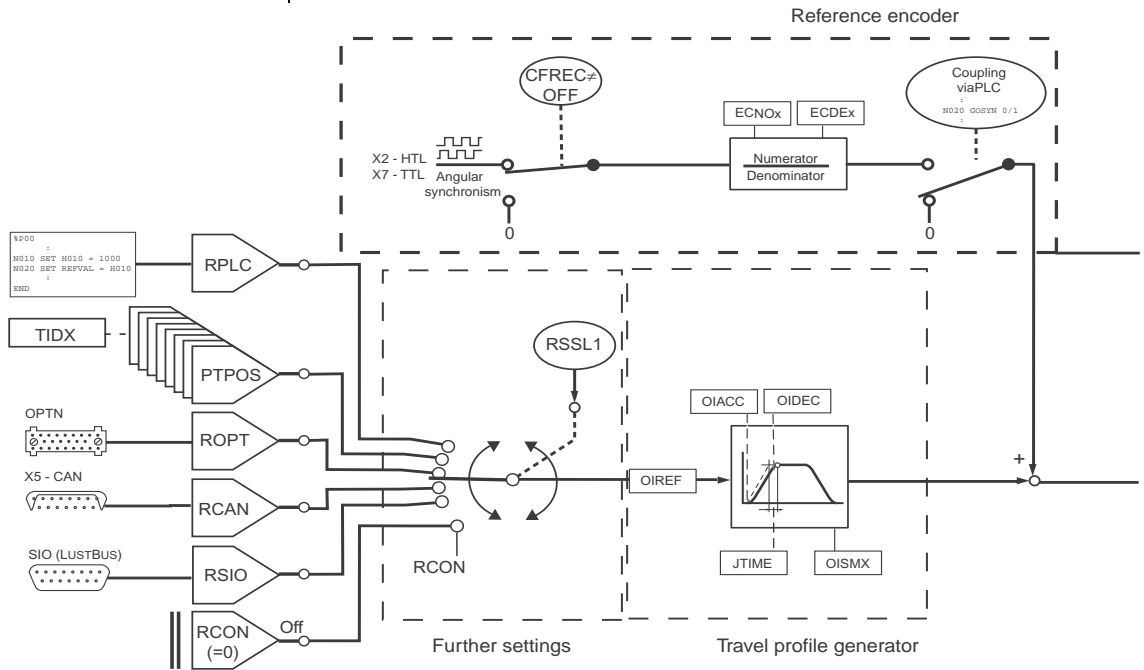 Reference encoder
CFREC≠
OFF
Coupling
viaPLC
:
N020 GOSYN 0/1
:
ECNOx
ECDEx
X2 - HTL
X7 - TTL
Angular
synchronism
Numerator
Denominator
0
0
%P00
:
N010 SET H010 = 1000
N020 SET REFVAL = H010
:
END
RPLC
TIDX
PTPOS
RSSL1
OPTN
ROPT
OIACC
OIDEC
X5 - CAN
RCAN
OIREF
+
SIO (LUSTBUS)
RSIO
RCON
JTIME
OISMX
RCON
(=0)
Off
Further settings
Travel profile generator